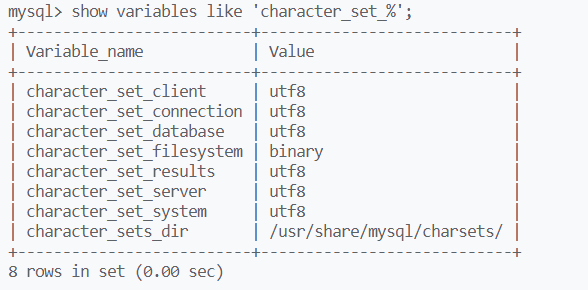 mysql> show variables like 'character_set_%';
+--------------------------+----------------------------+
| Variable_name            | Value                      |
+--------------------------+----------------------------+
| character_set_client     | utf8                       |
| character_set_connection | utf8                       |
| character_set_database   | utf8                       |
| character_set_filesystem | binary                     |
| character_set_results    | utf8                       |
| character_set_server     | utf8                       |
| character_set_system     | utf8                       |
| character_sets_dir       | /usr/share/mysql/charsets/ |
+--------------------------+----------------------------+
8 rows in set (0.00 sec)